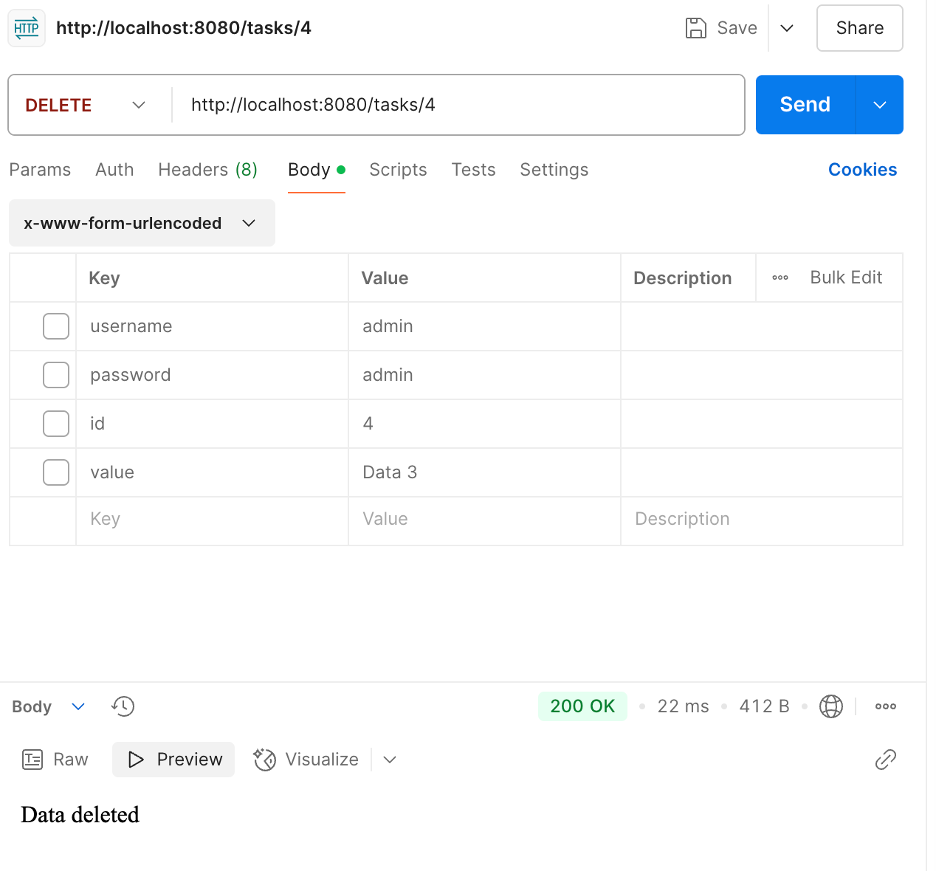 HTTP http://localhost:8080/tasks/4 Save Share
DELETE http://localhost:8080/tasks/4 Send
Params Auth Headers (8) Body Scripts Tests Settings Cookies
x-www-form-urlencoded
Key Value Description Bulk Edit
username admin
password admin
id 4
value Data 3
Key Value Description
Body 200 OK 22 ms 412 B
Raw Preview Visualize
Data deleted